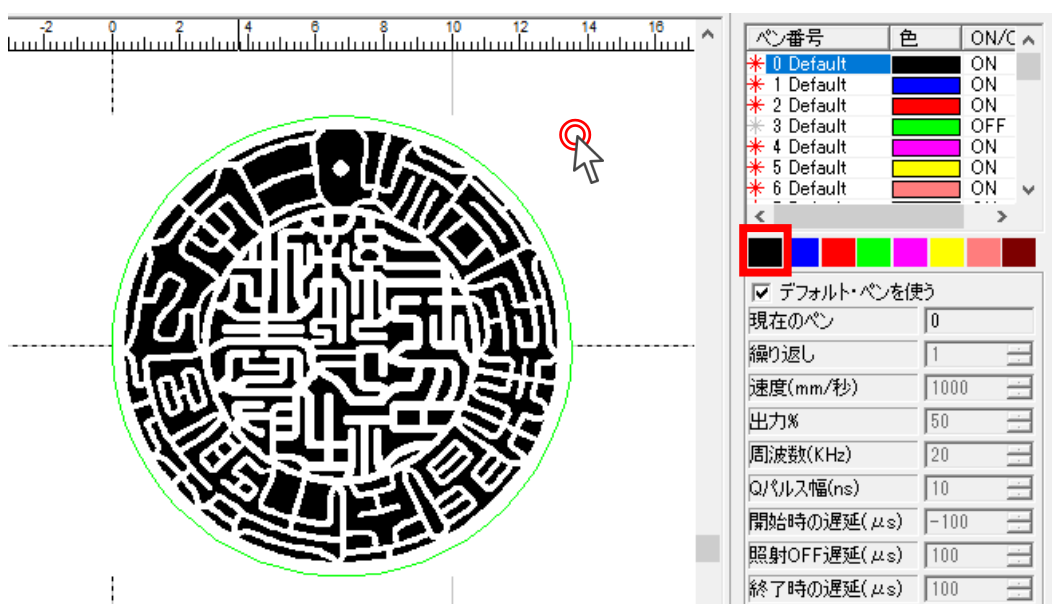 -2 0 2 4 6 8 10 12 14 16
ペン番号 色 ON/C
0 Default ON
1 Default ON
2 Default ON
3 Default OFF
4 Default ON
5 Default ON
6 Default ON
デフォルト・ペンを使う
現在のペン 0
繰り返し 1
速度(mm/秒) 1000
出力% 50
周波数(KHz) 20
Qパルス幅(ns) 10
開始時の遅延(μs) -100
照射OFF遅延(μs) 100
終了時の遅延(μs) 100